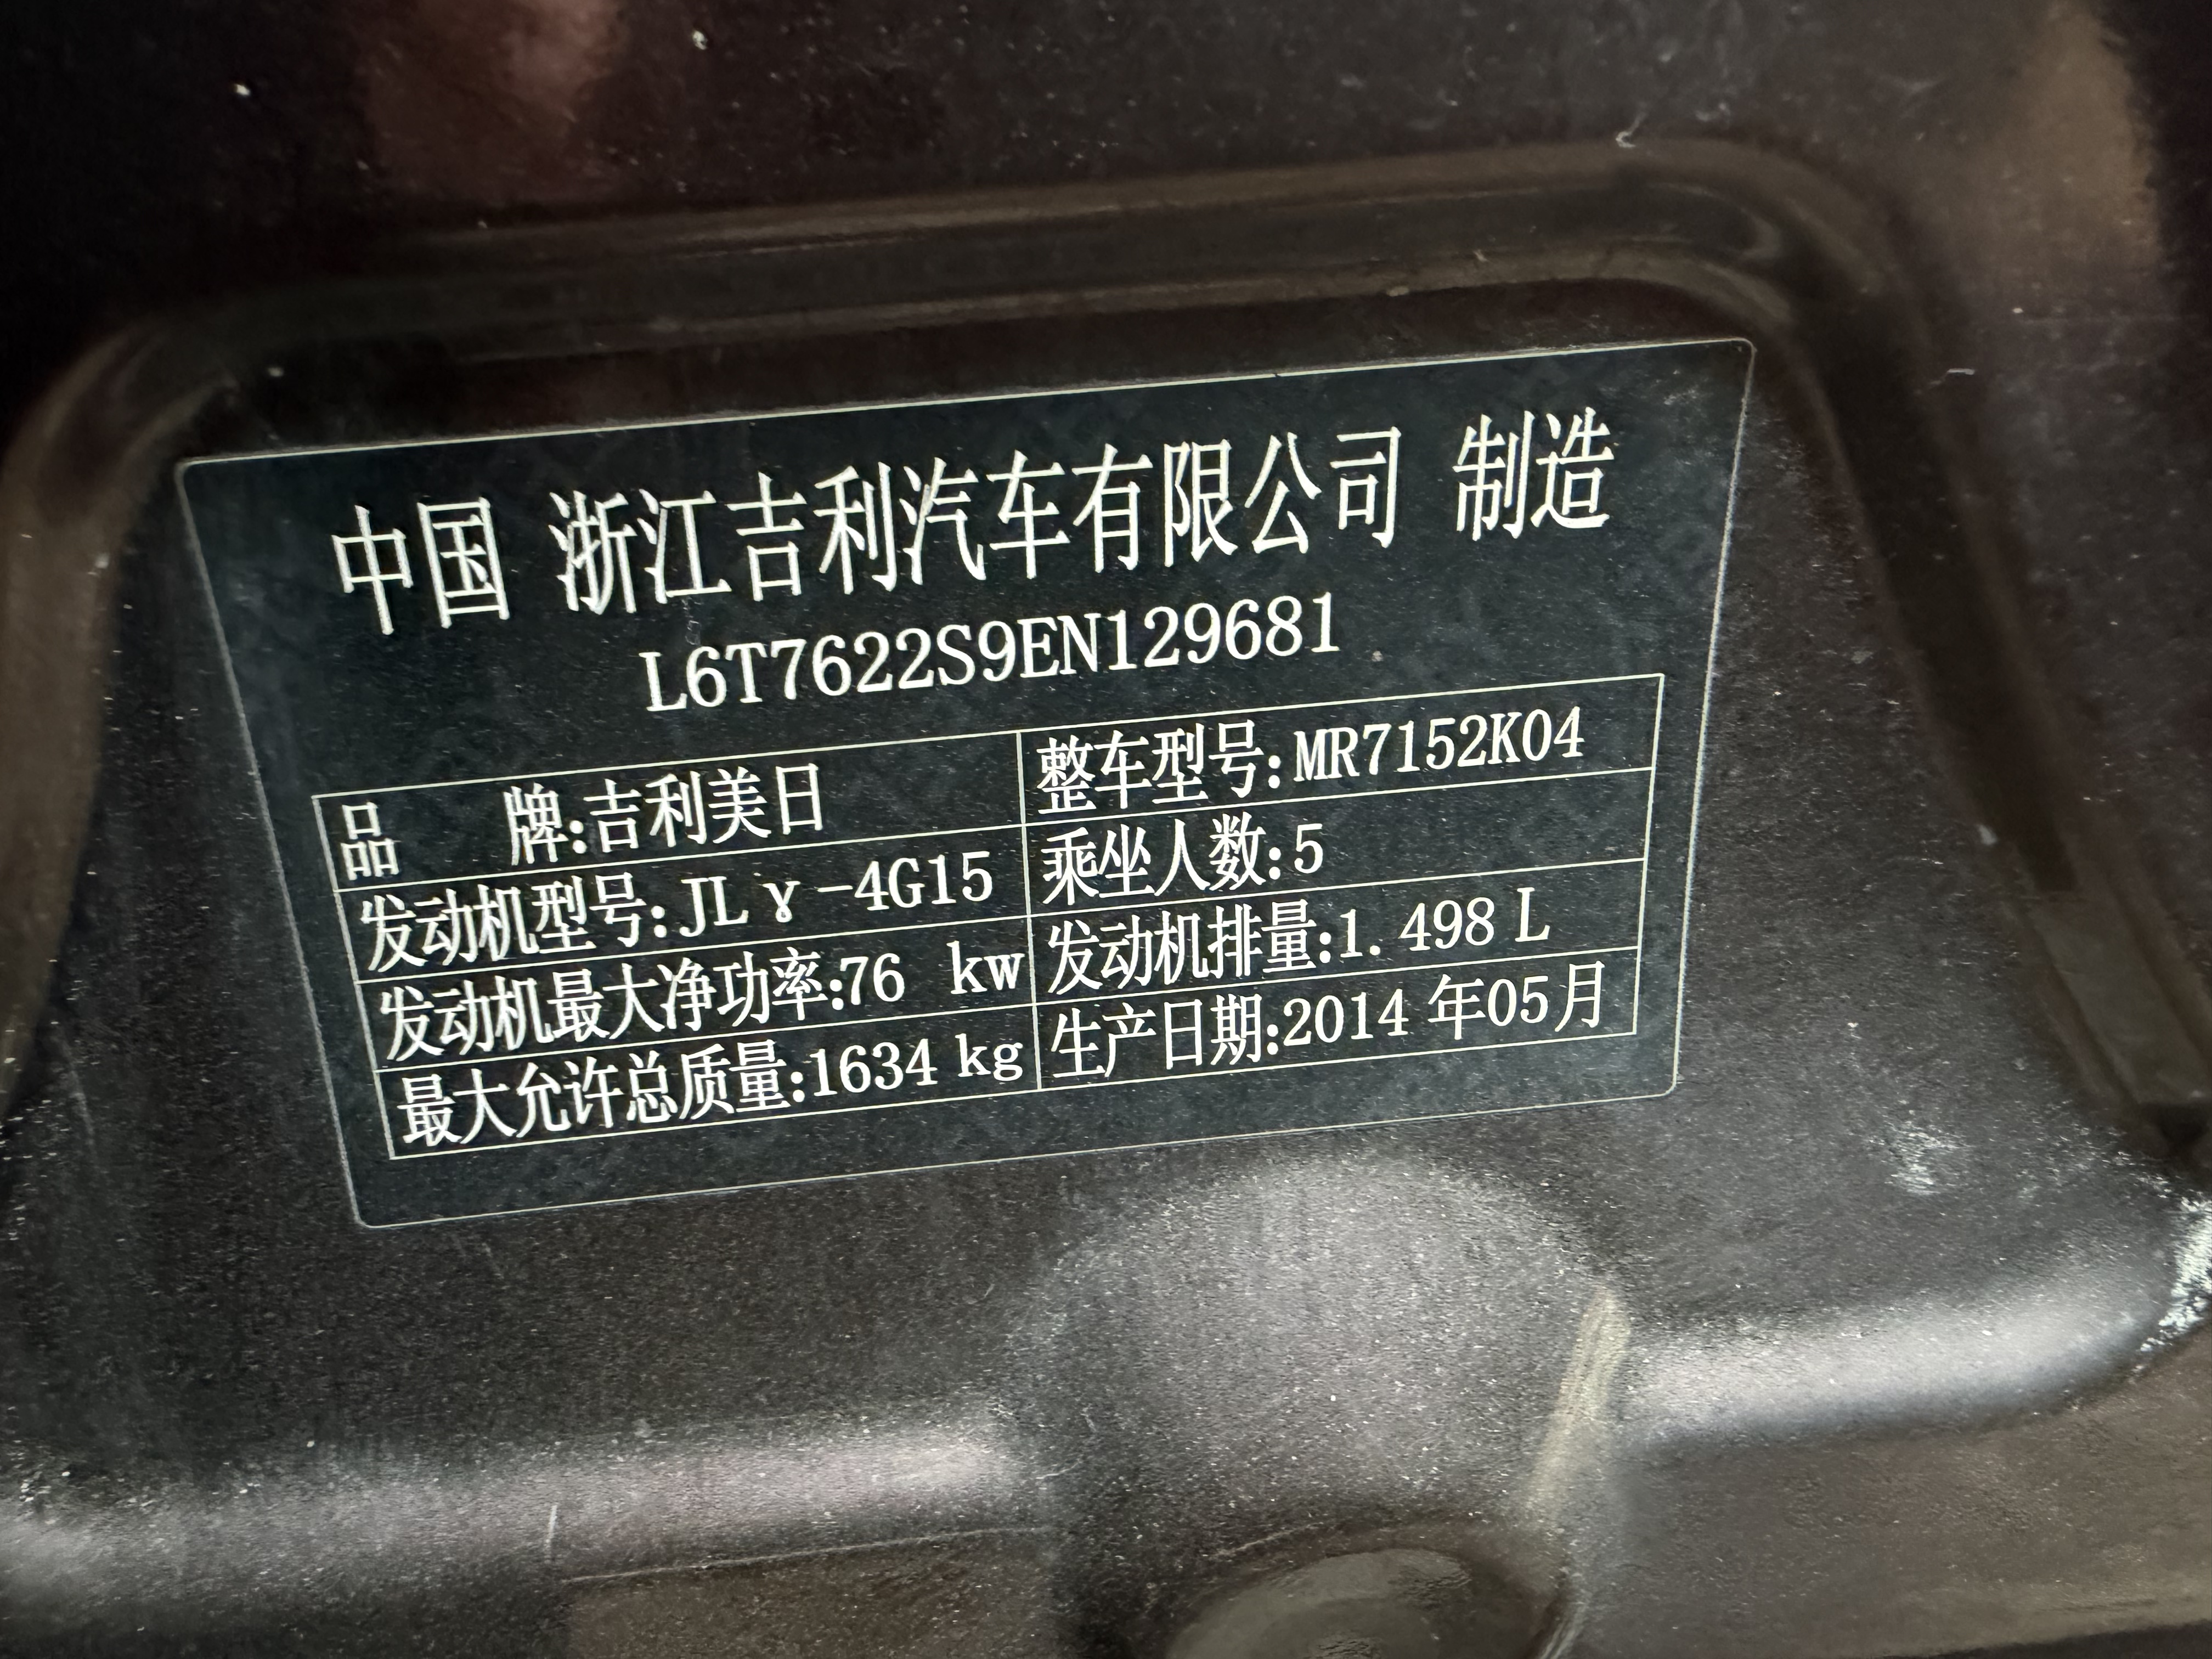 中国 浙江吉利汽车有限公司 制造
L6T7622S9EN129681
品 牌:吉利美日 整车型号:MR7152K04
发动机型号:JLγ-4G15 乘坐人数:5
发动机最大净功率:76 kw 发动机排量:1.498 L
最大允许总质量:1634 kg 生产日期:2014 年05月